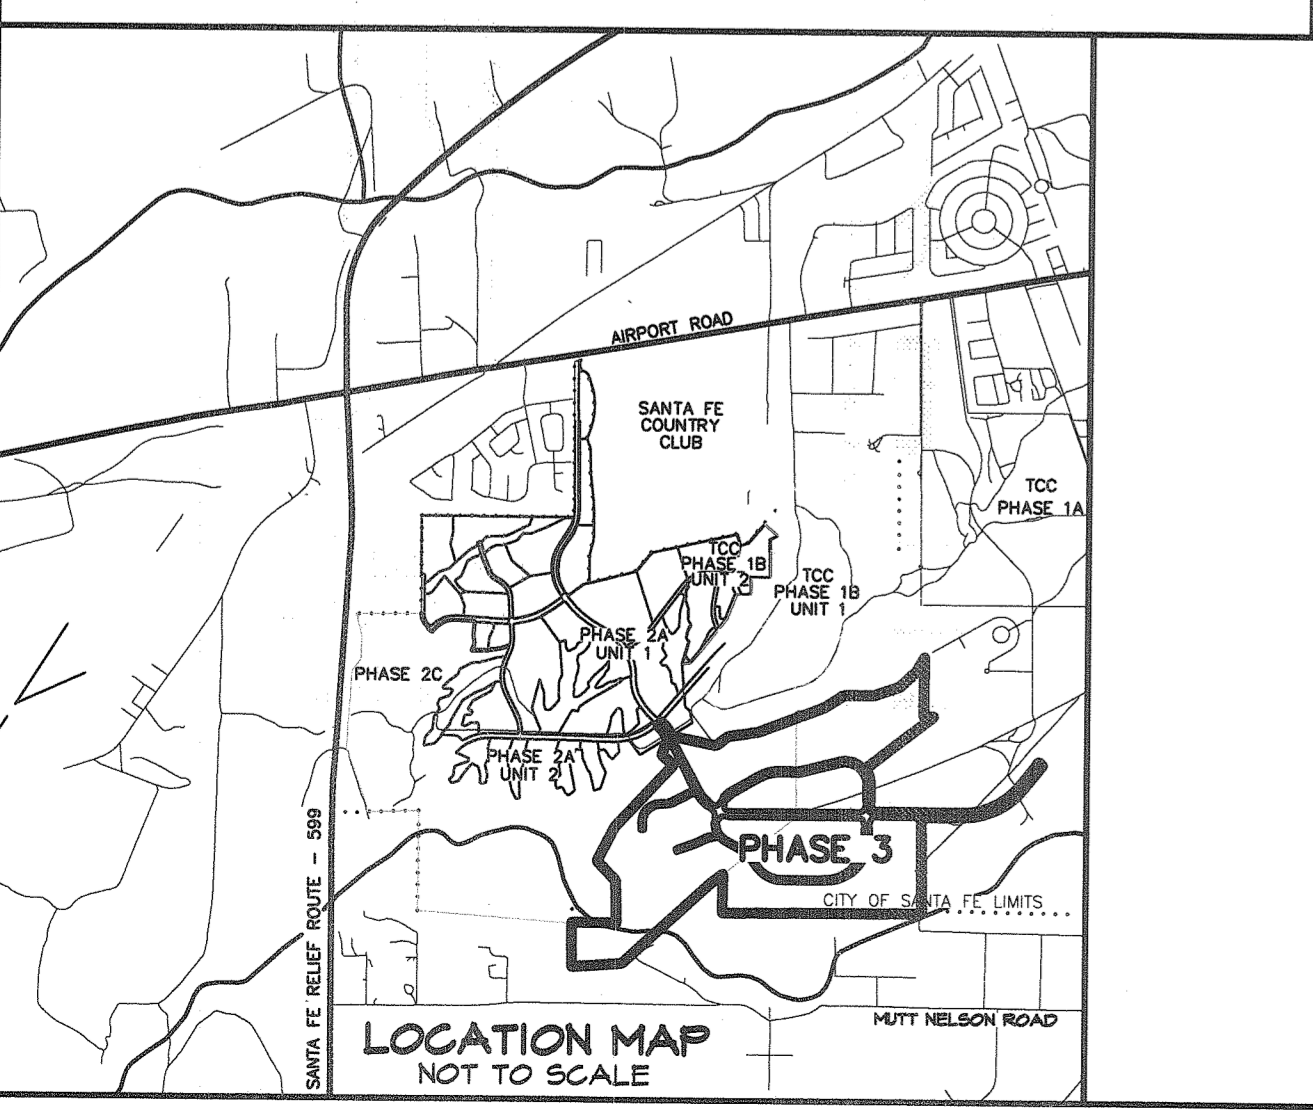 AIRPORT ROAD
SANTA FE
COUNTRY
CLUB
TCC
PHASE 1A
TCC
PHASE 1B
UNIT 2
TCC
PHASE 1B
UNIT 1
PHASE 2A
UNIT 1
PHASE 2C
PHASE 2A
UNIT 2
PHASE 3
CITY OF SANTA FE LIMITS
SANTA FE RELIEF ROUTE - 599
MUTT NELSON ROAD
LOCATION MAP
NOT TO SCALE